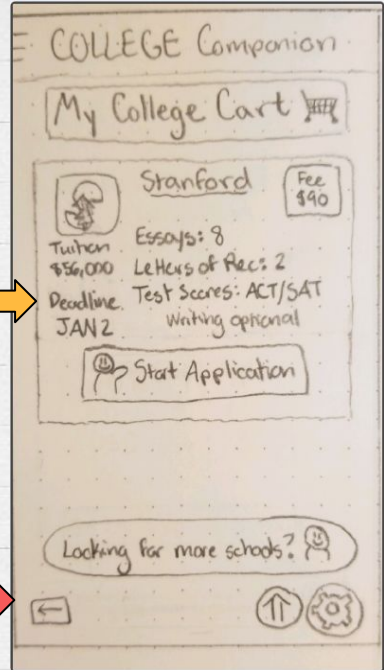 COLLEGE Companion
My College Cart
Stanford
Fee
$90
Tuition
$56,000
Essays: 8
Letters of Rec: 2
Deadline
JAN 2
Test Scores: ACT/SAT
Writing optional
Start Application
Looking for more schools?